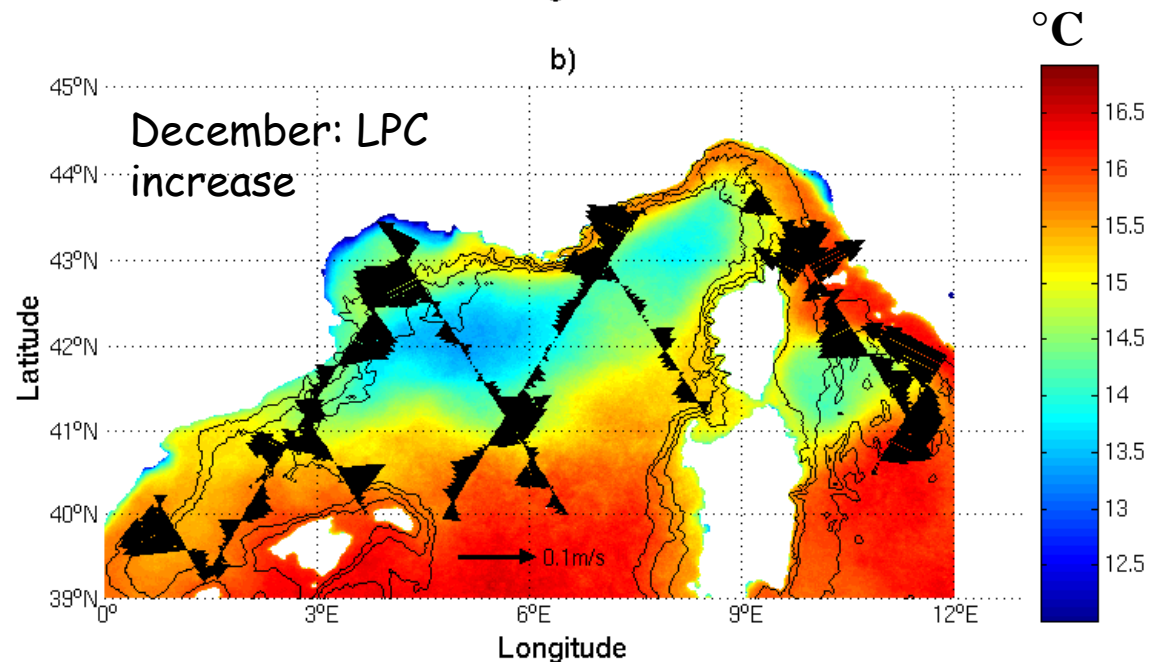 °C
b)
December: LPC
increase
45°N
44°N
43°N
42°N
41°N
40°N
39°N
Latitude
0.1m/s
0°
3°E
6°E
9°E
12°E
Longitude
16.5
16
15.5
15
14.5
14
13.5
13
12.5